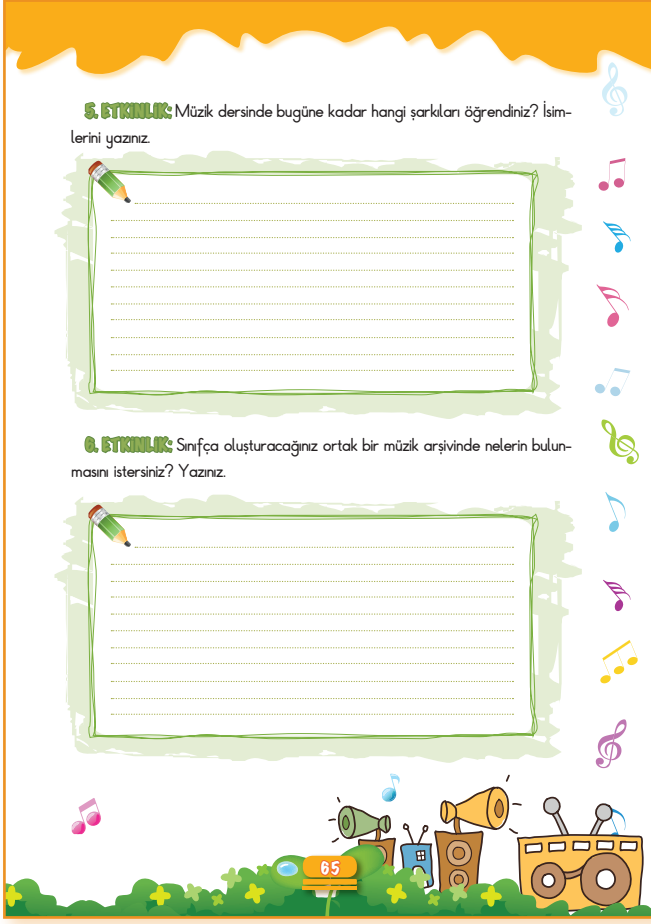 5. ETKİNLİK: Müzik dersinde bugüne kadar hangi şarkıları öğrendiniz? İsim-
lerini yazınız.
6. ETKİNLİK: Sınıfça oluşturacağınız ortak bir müzik arşivinde nelerin bulun-
masını istersiniz? Yazınız.
65